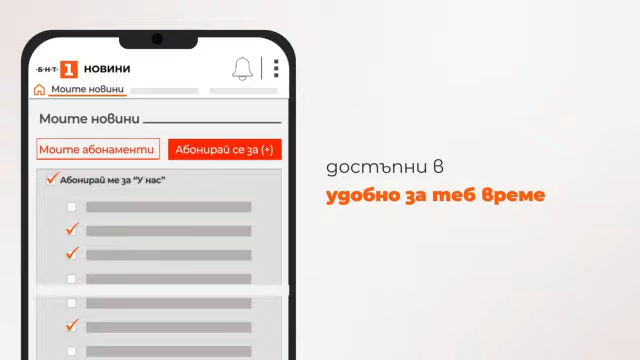 ·БНТ· 1 НОВИНИ
Моите новини
Моите новини
Моите абонаменти
Абонирай се за (+)
Абонирай ме за "У нас"
достъпни в
удобно за теб време